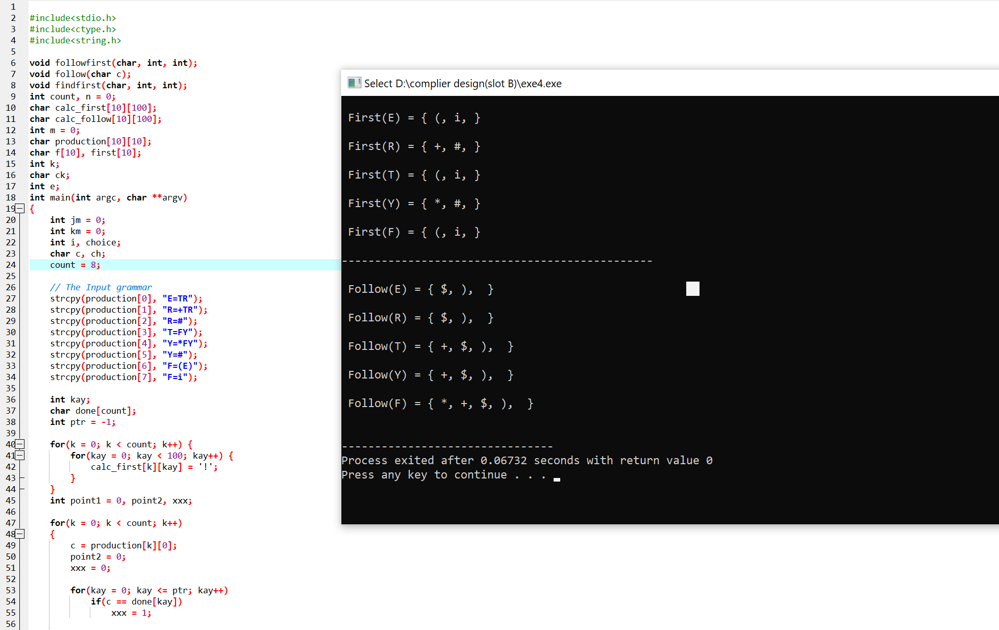 1
2 #include<stdio.h>
3 #include<ctype.h>
4 #include<string.h>
5
6 void followfirst(char, int, int);
7 void follow(char c);
8 void findfirst(char, int, int);
9 int count, n = 0;
10 char calc_first[10][100];
11 char calc_follow[10][100];
12 int m = 0;
13 char production[10][10];
14 char f[10], first[10];
15 int k;
16 char ck;
17 int e;
18 int main(int argc, char **argv)
19 {
20 int jm = 0;
21 int km = 0;
22 int i, choice;
23 char c, ch;
24 count = 8;
25
26 // The Input grammar
27 strcpy(production[0], "E=TR");
28 strcpy(production[1], "R=+TR");
29 strcpy(production[2], "R=#");
30 strcpy(production[3], "T=FY");
31 strcpy(production[4], "Y=*FY");
32 strcpy(production[5], "Y=#");
33 strcpy(production[6], "F=(E)");
34 strcpy(production[7], "F=i");
35
36 int kay;
37 char done[count];
38 int ptr = -1;
39
40 for(k = 0; k < count; k++) {
41 for(kay = 0; kay < 100; kay++) {
42 calc_first[k][kay] = '!';
43 }
44 }
45 int point1 = 0, point2, xxx;
46
47 for(k = 0; k < count; k++)
48 {
49 c = production[k][0];
50 point2 = 0;
51 xxx = 0;
52
53 for(kay = 0; kay <= ptr; kay++)
54 if(c == done[kay])
55 xxx = 1;
56
Select D:\complier design(slot B)\exe4.exe
First(E) = { (, i, }
First(R) = { +, #, }
First(T) = { (, i, }
First(Y) = { *, #, }
First(F) = { (, i, }
-----------------------------------------------
Follow(E) = { $, ),  }
Follow(R) = { $, ),  }
Follow(T) = { +, $, ),  }
Follow(Y) = { +, $, ),  }
Follow(F) = { *, +, $, ),  }
--------------------------------
Process exited after 0.06732 seconds with return value 0
Press any key to continue . . .